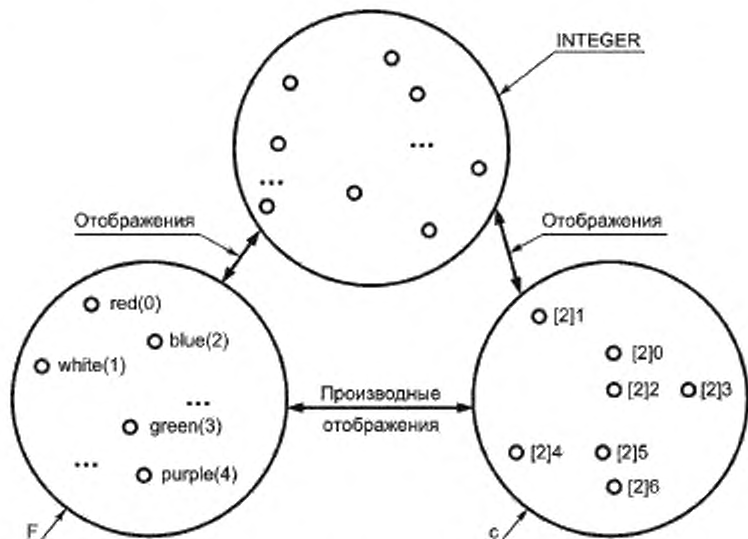 INTEGER
...
...
Отображения
Отображения
red(0)
blue(2)
white(1)
...
green(3)
...
purple(4)
Производные
отображения
[2]1
[2]0
[2]2
[2]3
[2]4
[2]5
[2]6
F
c